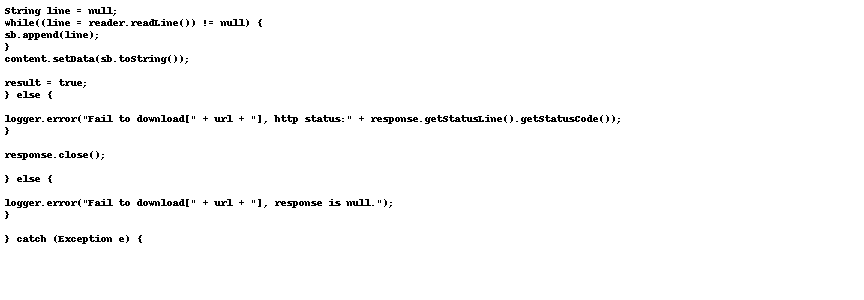 String line = null;
while((line = reader.readLine()) != null) {
sb.append(line);
}
content.setData(sb.toString());
result = true;
} else {
logger.error("Fail to download[" + url + "], http status:" + response.getStatusLine().getStatusCode());
}
response.close();
} else {
logger.error("Fail to download[" + url + "], response is null.");
}
} catch (Exception e) {